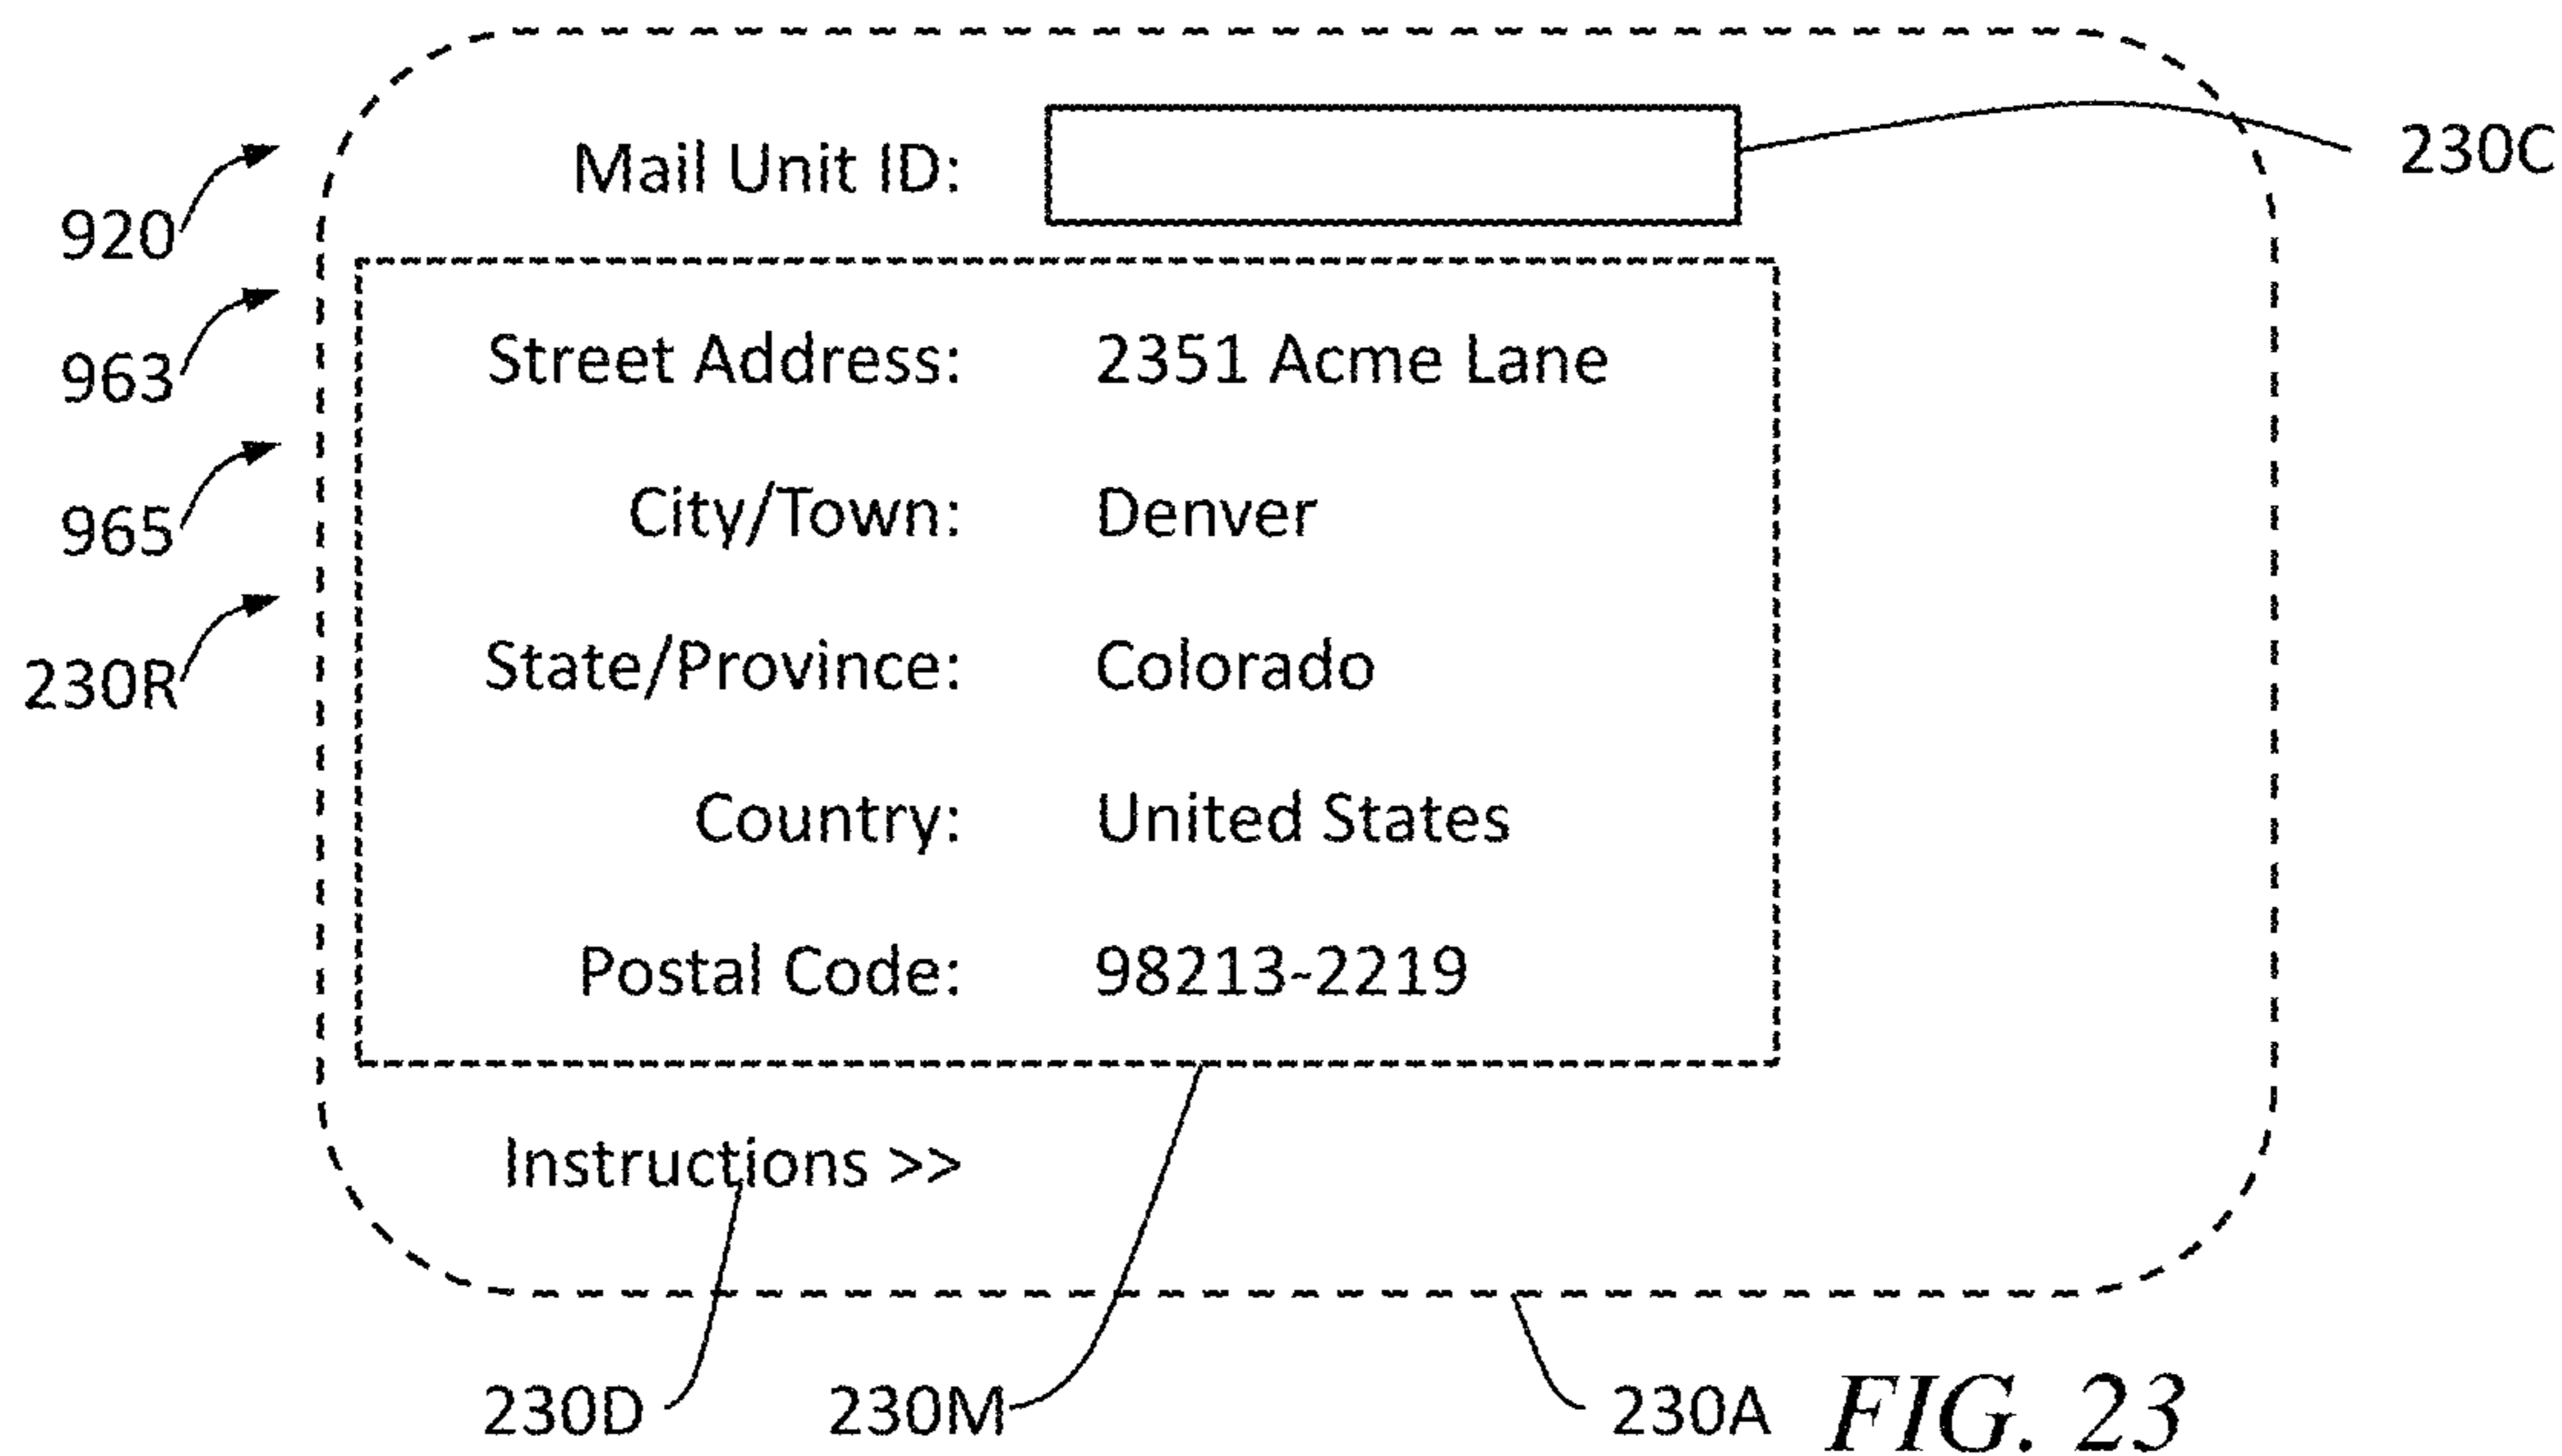 Mail Unit ID:
230C
920
963
Street Address: 2351 Acme Lane
965
City/Town: Denver
230R
State/Province: Colorado
Country: United States
Postal Code: 98213-2219
Instructions >>
230D
230M
230A
FIG. 23